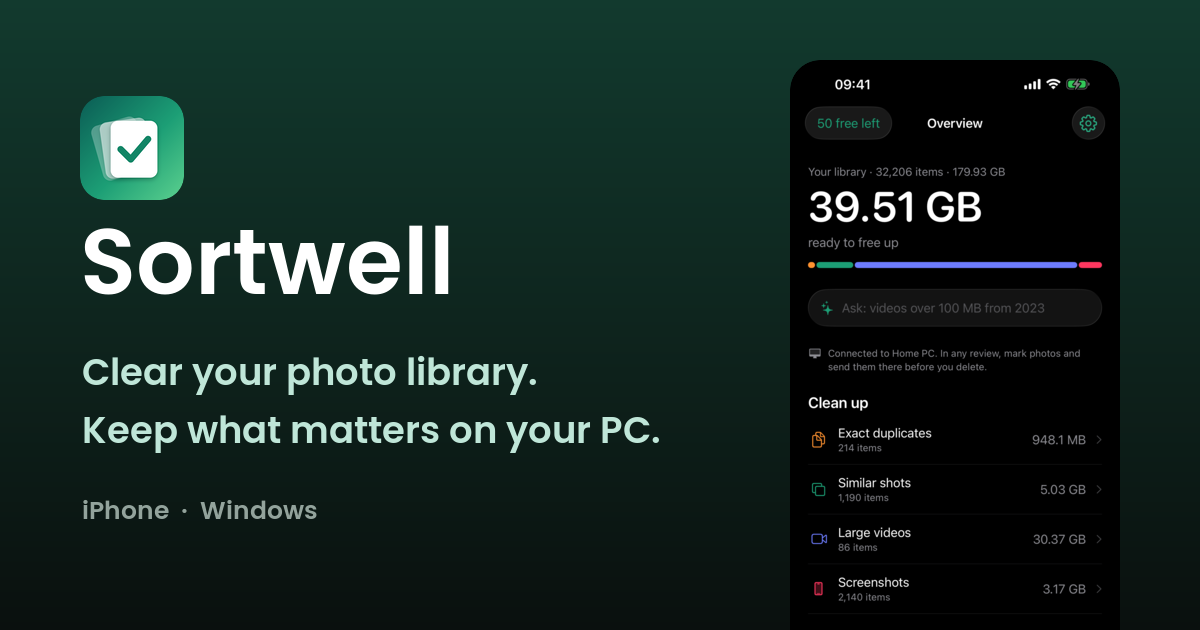 Sortwell
Clear your photo library.
Keep what matters on your PC.
iPhone · Windows
09:41
50 free left
Overview
Your library · 32,206 items · 179.93 GB
39.51 GB
ready to free up
Ask: videos over 100 MB from 2023
Connected to Home PC. In any review, mark photos and
send them there before you delete.
Clean up
Exact duplicates
948.1 MB
214 items
Similar shots
5.03 GB
1,190 items
Large videos
30.37 GB
86 items
Screenshots
3.17 GB
2,140 items